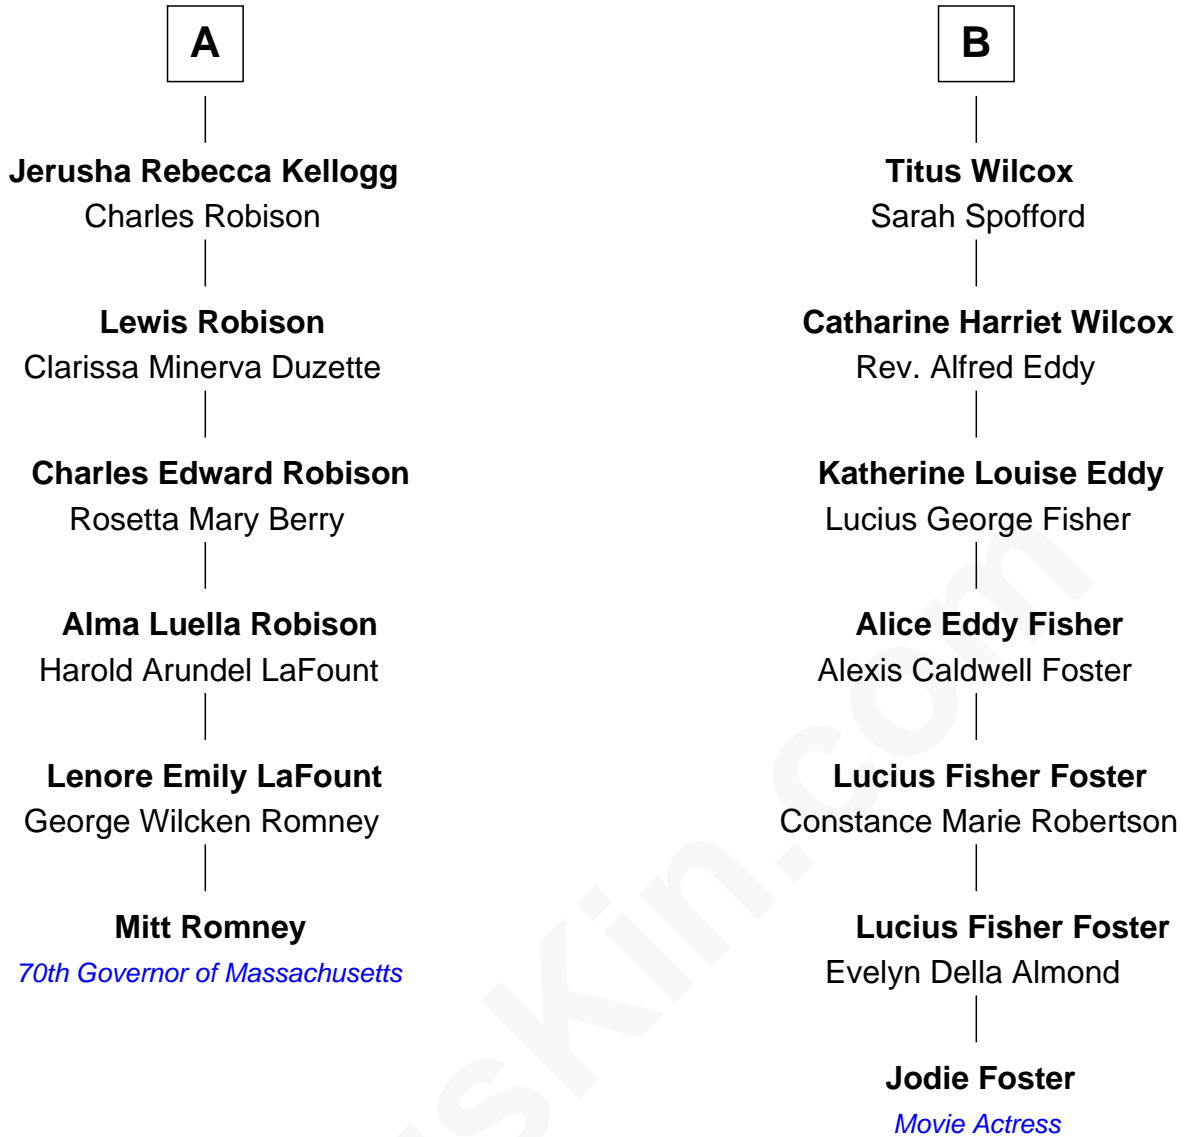 A
Jerusha Rebecca Kellogg
Charles Robison
Lewis Robison
Clarissa Minerva Duzette
Charles Edward Robison
Rosetta Mary Berry
Alma Luella Robison
Harold Arundel LaFount
Lenore Emily LaFount
George Wilcken Romney
Mitt Romney
70th Governor of Massachusetts
B
Titus Wilcox
Sarah Spofford
Catharine Harriet Wilcox
Rev. Alfred Eddy
Katherine Louise Eddy
Lucius George Fisher
Alice Eddy Fisher
Alexis Caldwell Foster
Lucius Fisher Foster
Constance Marie Robertson
Lucius Fisher Foster
Evelyn Della Almond
Jodie Foster
Movie Actress